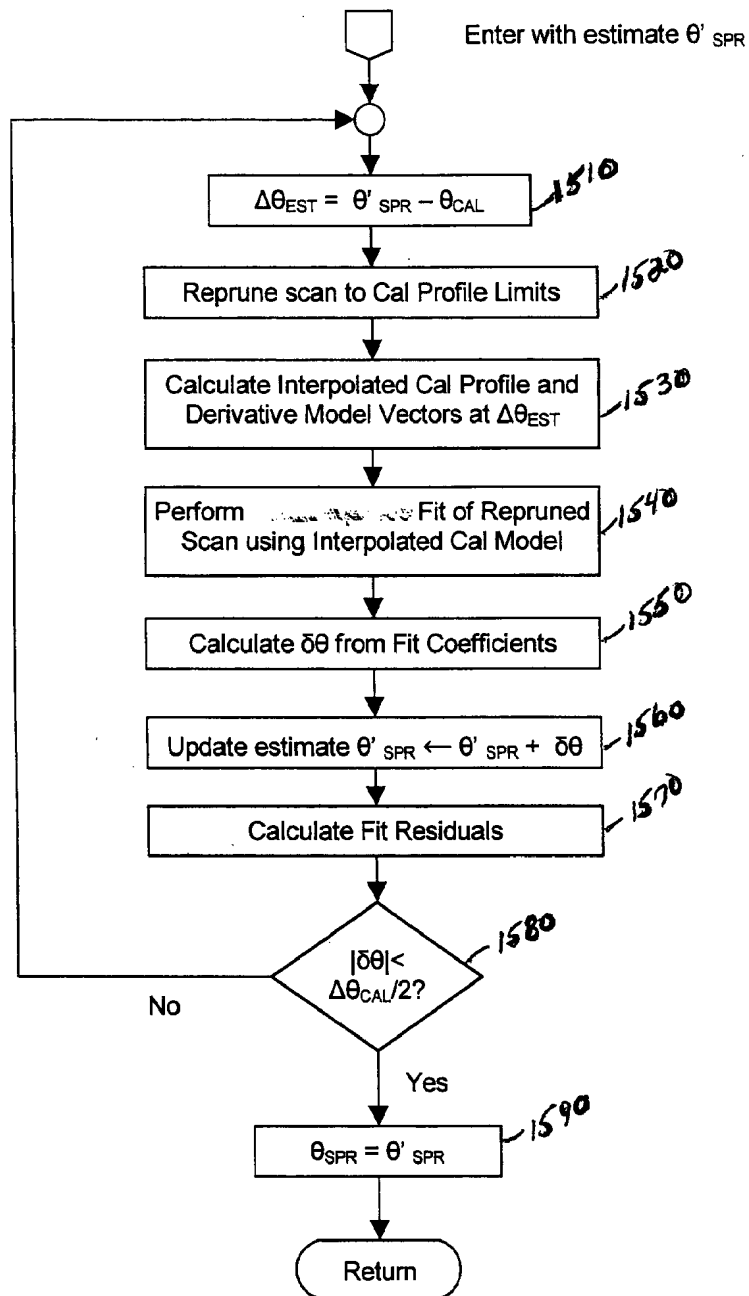 Enter with estimate θ' SPR
ΔθEST = θ' SPR – θCAL
1510
Reprune scan to Cal Profile Limits
1520
Calculate Interpolated Cal Profile and
Derivative Model Vectors at ΔθEST
1530
Perform Fit of Repruned
Scan using Interpolated Cal Model
1540
Calculate δθ from Fit Coefficients
1550
Update estimate θ' SPR ← θ' SPR + δθ
1560
Calculate Fit Residuals
1570
|δθ|<
ΔθCAL/2?
1580
No
Yes
θSPR = θ' SPR
1590
Return